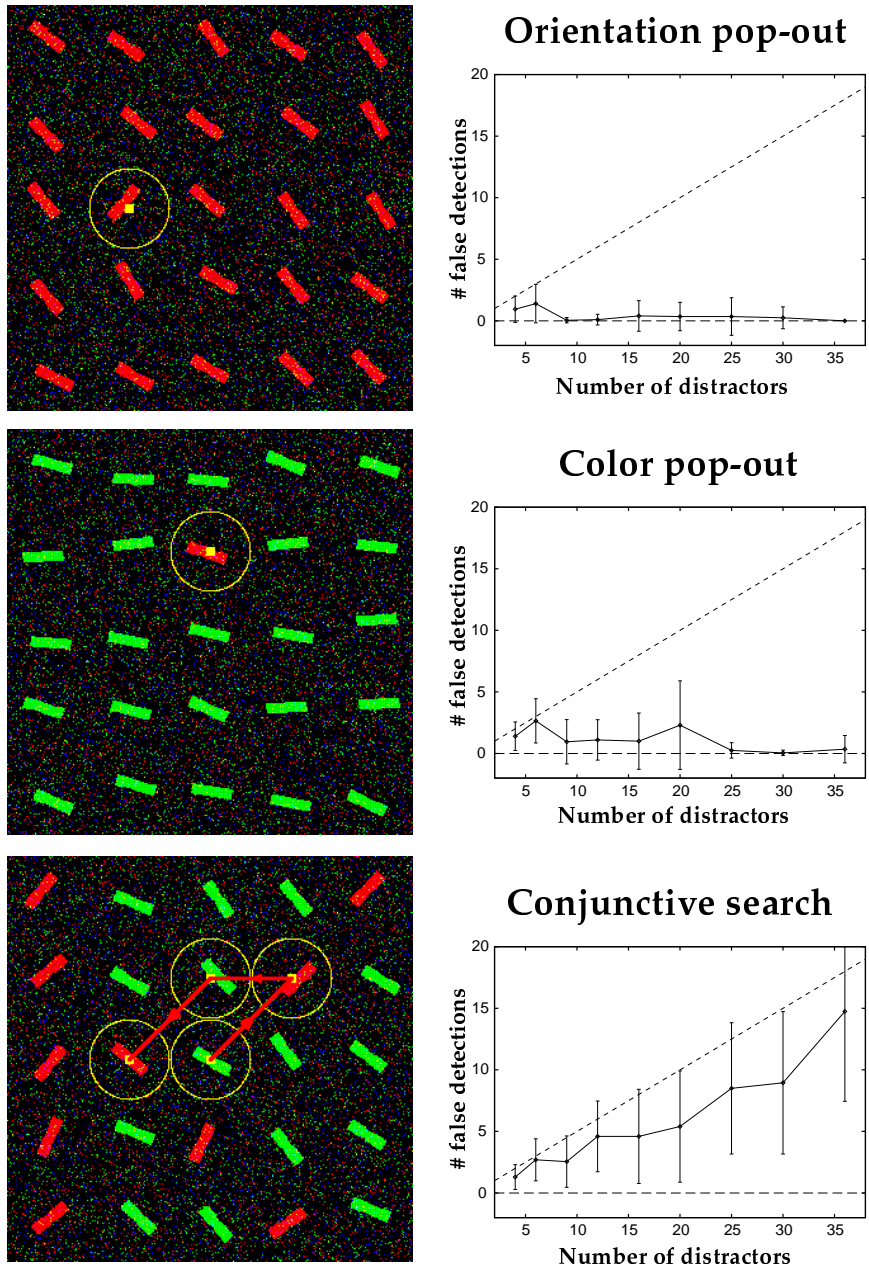 Orientation pop-out
20
15
10
5
0
# false detections
5 10 15 20 25 30 35
Number of distractors
Color pop-out
20
15
10
5
0
# false detections
5 10 15 20 25 30 35
Number of distractors
Conjunctive search
20
15
10
5
0
# false detections
5 10 15 20 25 30 35
Number of distractors